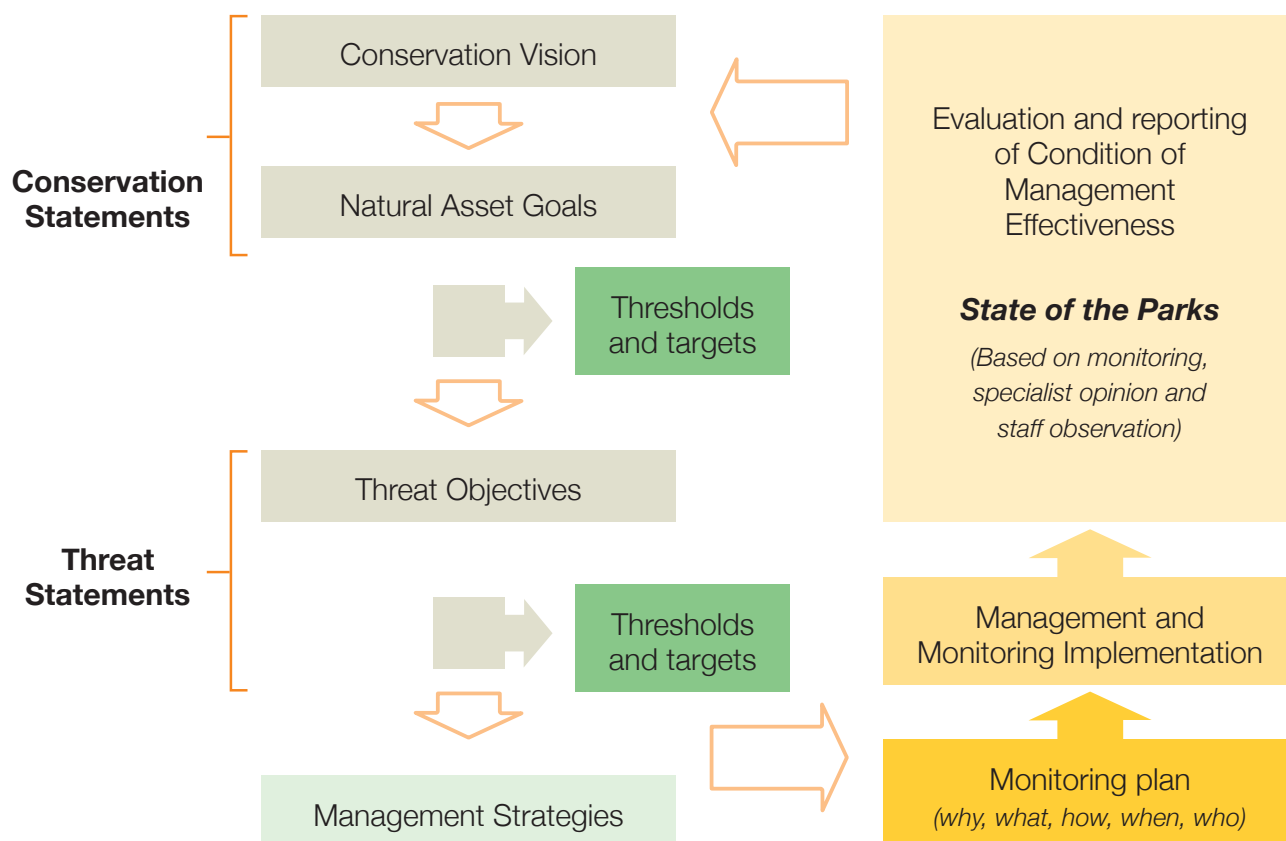 Conservation
Statements
Conservation Vision
Natural Asset Goals
Thresholds
and targets
Threat
Statements
Threat Objectives
Thresholds
and targets
Management Strategies
Evaluation and reporting
of Condition of
Management
Effectiveness
State of the Parks
(Based on monitoring,
specialist opinion and
staff observation)
Management and
Monitoring Implementation
Monitoring plan
(why, what, how, when, who)